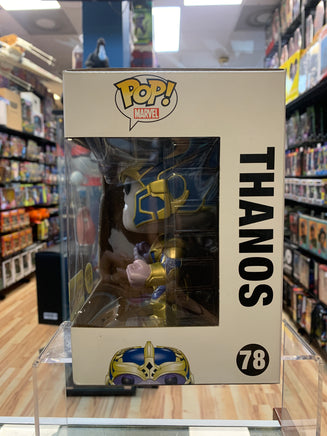 POP!
MARVEL
THANOS
78